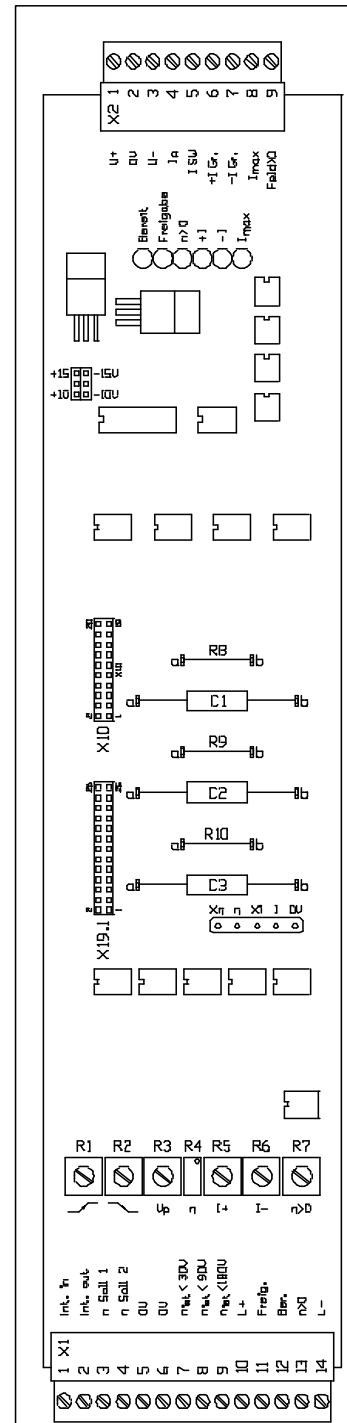 X2
1 2 3 4 5 6 7 8 9
U+
0V
U-
IA
I SW
+I Gr.
-I Gr.
Imax
Feld>0
Bereit
Freigabe
n>0
+I
-I
Imax
+15 -15V
+10 -10V
X10
R8
a b
C1
a b
R9
a b
C2
a b
R10
a b
C3
a b
X19.1
Xn n XI I 0V
R1 R2 R3 R4 R5 R6 R7
Vp n I+ I- n>0
Int. in
Int. out
n Soll 1
n Soll 2
0V
0V
nist < 30V
nist < 90V
nist <180V
L+
Freig.
Ber.
n>0
L-
X1
1 2 3 4 5 6 7 8 9 10 11 12 13 14